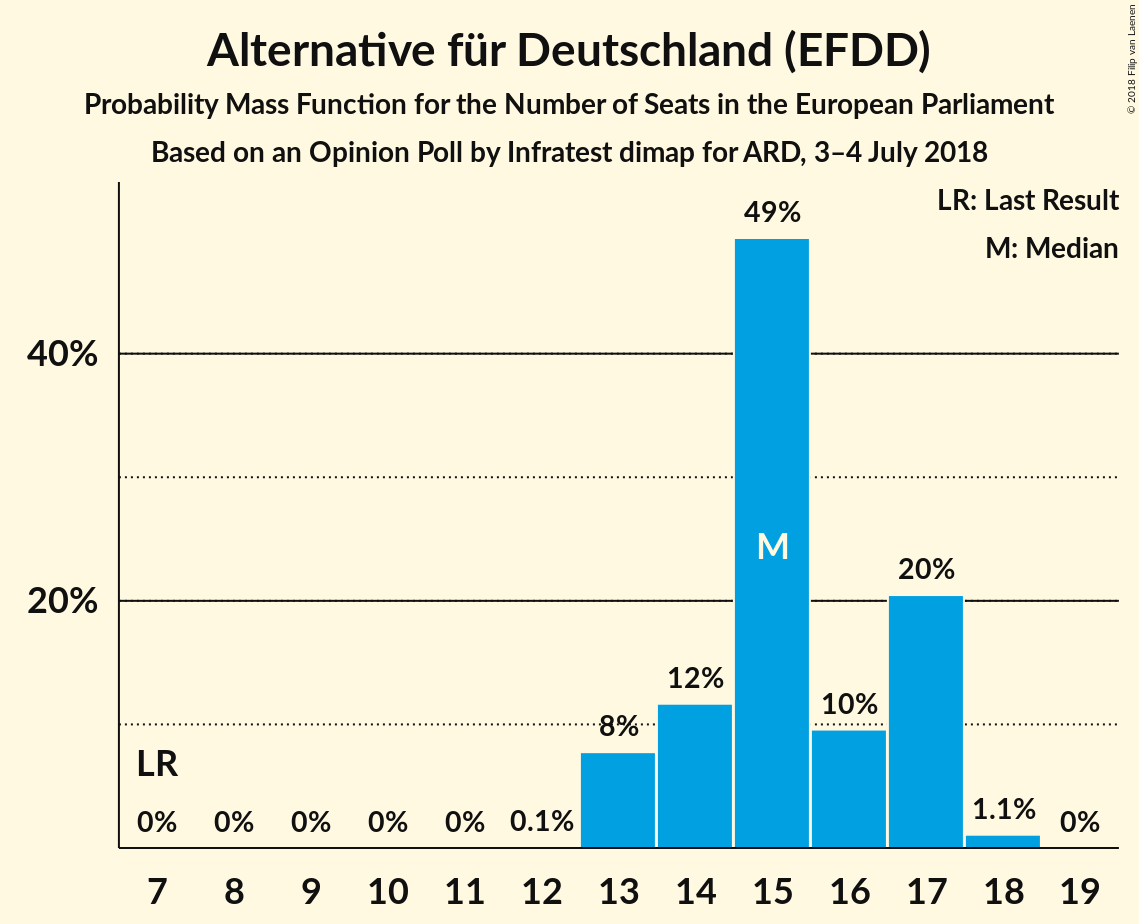 Alternative für Deutschland (EFDD)
Probability Mass Function for the Number of Seats in the European Parliament
Based on an Opinion Poll by Infratest dimap for ARD, 3–4 July 2018
© 2018 Filip van Laenen
LR: Last Result
M: Median
49%
40%
M
20%
20%
12%
10%
8%
LR
0% 0% 0% 0% 0% 0.1% 1.1% 0%
7 8 9 10 11 12 13 14 15 16 17 18 19